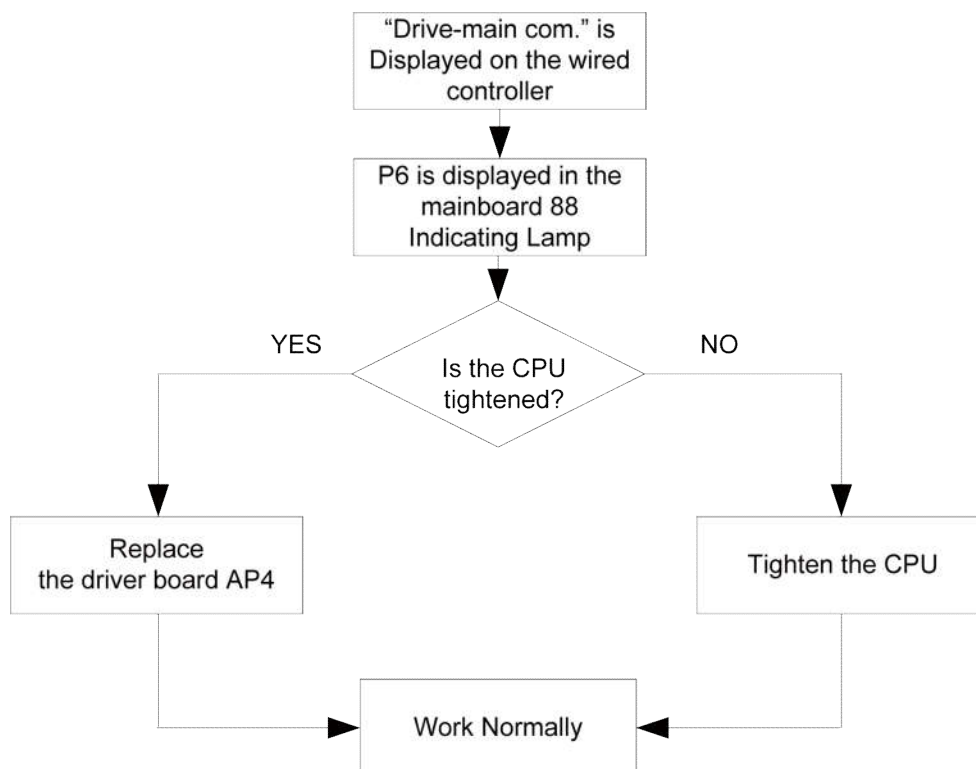 “Drive-main com.” is
Displayed on the wired
controller
P6 is displayed in the
mainboard 88
Indicating Lamp
YES
NO
Is the CPU
tightened?
Replace
the driver board AP4
Tighten the CPU
Work Normally